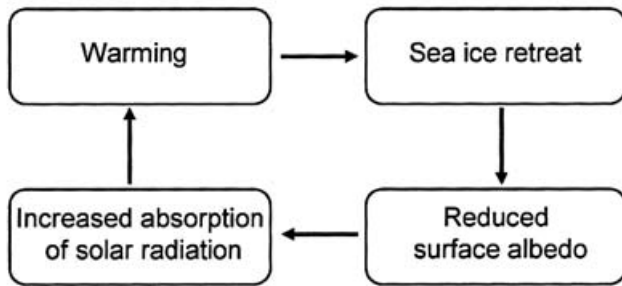 Warming
Sea ice retreat
Reduced
surface albedo
Increased absorption
of solar radiation